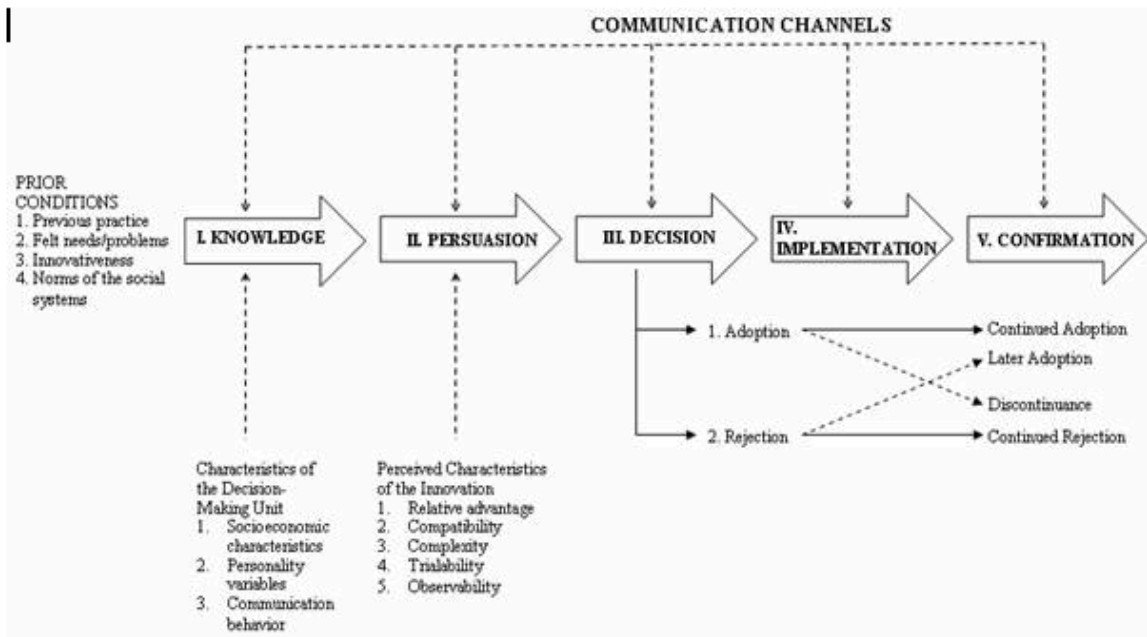 COMMUNICATION CHANNELS
PRIOR
CONDITIONS
1. Previous practice
2. Felt needs/problems
3. Innovativeness
4. Norms of the social
systems
I. KNOWLEDGE
II. PERSUASION
III. DECISION
IV.
IMPLEMENTATION
V. CONFIRMATION
1. Adoption
2. Rejection
Continued Adoption
Later Adoption
Discontinuance
Continued Rejection
Characteristics of
the Decision-
Making Unit
1. Socioeconomic
characteristics
2. Personality
variables
3. Communication
behavior
Perceived Characteristics
of the Innovation
1. Relative advantage
2. Compatibility
3. Complexity
4. Trialability
5. Observability